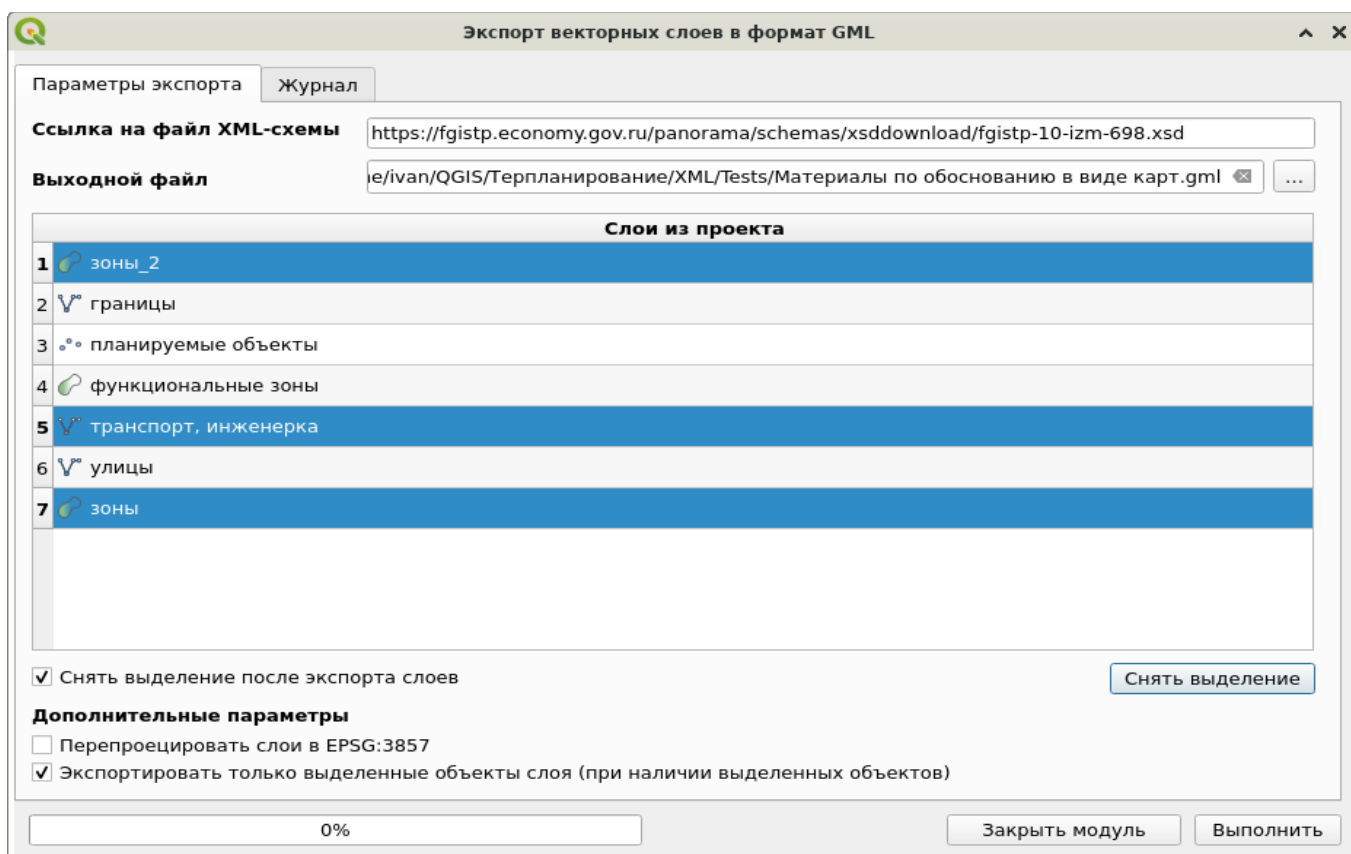 Экспорт векторных слоев в формат GML
Параметры экспорта Журнал
Ссылка на файл XML-схемы https://fgistp.economy.gov.ru/panorama/schemas/xsddownload/fgistp-10-izm-698.xsd
Выходной файл ie/ivan/QGIS/Терпланирование/XML/Tests/Материалы по обоснованию в виде карт.gml ...
Слои из проекта
1 зоны_2
2 границы
3 планируемые объекты
4 функциональные зоны
5 транспорт, инженерка
6 улицы
7 зоны
Снять выделение после экспорта слоев Снять выделение
Дополнительные параметры
Перепроецировать слои в EPSG:3857
Экспортировать только выделенные объекты слоя (при наличии выделенных объектов)
0% Закрыть модуль Выполнить